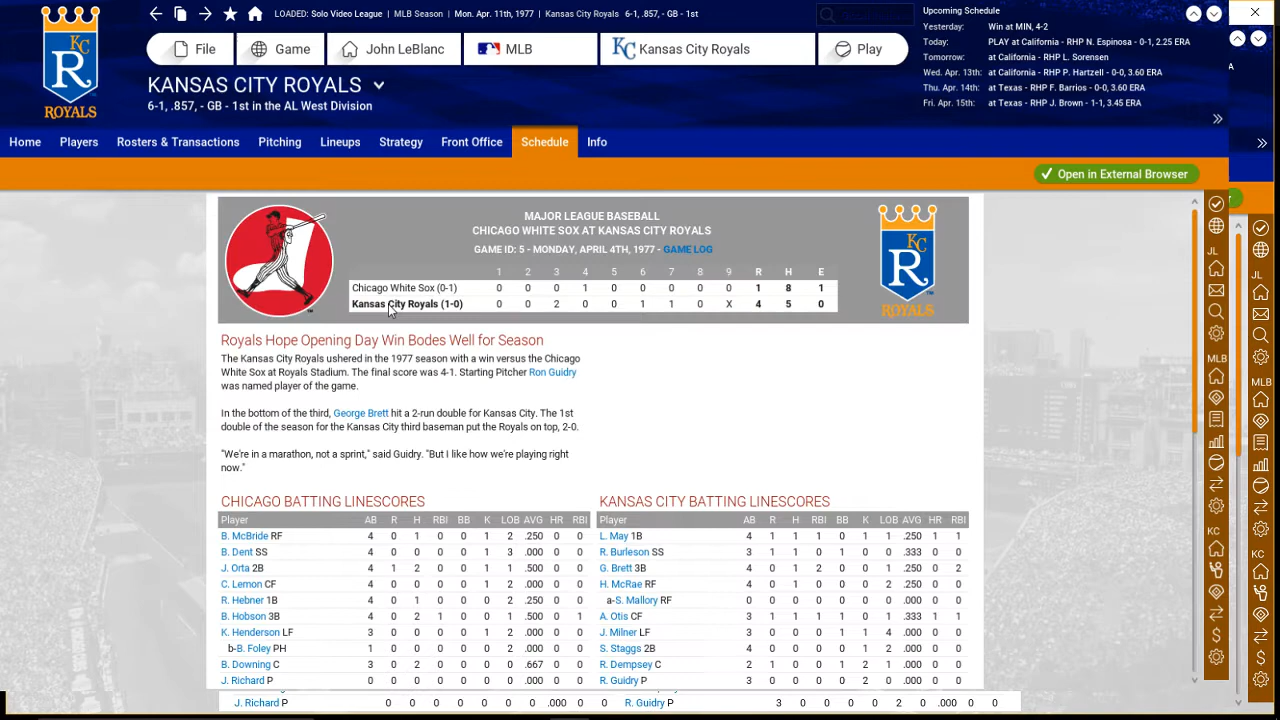 LOADED: Solo Video League | MLB Season | Mon. Apr. 11th, 1977 | Kansas City Royals 6-1, .857, - GB - 1st
File Game John LeBlanc MLB Kansas City Royals Play
KC R ROYALS
KANSAS CITY ROYALS
6-1, .857, - GB - 1st in the AL West Division
Upcoming Schedule
Yesterday: Win at MIN, 4-2
Today: PLAY at California - RHP N. Espinosa - 0-1, 2.25 ERA
Tomorrow: at California - RHP L. Sorensen
Wed. Apr. 13th: at California - RHP P. Hartzell - 0-0, 3.60 ERA
Thu. Apr. 14th: at Texas - RHP F. Barrios - 0-0, 3.60 ERA
Fri. Apr. 15th: at Texas - RHP J. Brown - 1-1, 3.45 ERA
Home Players Rosters & Transactions Pitching Lineups Strategy Front Office Schedule Info
Open in External Browser
MAJOR LEAGUE BASEBALL
CHICAGO WHITE SOX AT KANSAS CITY ROYALS
GAME ID: 5 - MONDAY, APRIL 4TH, 1977 - GAME LOG
1 2 3 4 5 6 7 8 9 R H E
Chicago White Sox (0-1) 0 0 0 1 0 0 0 0 0 1 8 1
Kansas City Royals (1-0) 0 0 2 0 0 1 1 0 X 4 5 0
KC R ROYALS
Royals Hope Opening Day Win Bodes Well for Season
The Kansas City Royals ushered in the 1977 season with a win versus the Chicago
White Sox at Royals Stadium. The final score was 4-1. Starting Pitcher Ron Guidry
was named player of the game.
In the bottom of the third, George Brett hit a 2-run double for Kansas City. The 1st
double of the season for the Kansas City third baseman put the Royals on top, 2-0.
"We're in a marathon, not a sprint," said Guidry. "But I like how we're playing right
now."
CHICAGO BATTING LINESCORES
Player AB R H RBI BB K LOB AVG HR RBI
B. McBride RF 4 0 1 0 0 1 2 .250 0 0
B. Dent SS 4 0 0 0 0 1 3 .000 0 0
J. Orta 2B 4 1 2 0 0 1 1 .500 0 0
C. Lemon CF 4 0 0 0 0 1 2 .000 0 0
R. Hebner 1B 4 0 1 0 0 0 2 .250 0 0
B. Hobson 3B 4 0 2 1 0 0 1 .500 0 1
K. Henderson LF 3 0 0 0 0 1 2 .000 0 0
b-B. Foley PH 1 0 0 0 0 0 2 .000 0 0
B. Downing C 3 0 2 0 0 0 0 .667 0 0
J. Richard P 0 0 0 0 0 0 0 .000 0 0
KANSAS CITY BATTING LINESCORES
Player AB R H RBI BB K LOB AVG HR RBI
L. May 1B 4 1 1 1 0 1 1 .250 1 1
R. Burleson SS 3 1 1 0 1 0 0 .333 0 0
G. Brett 3B 4 0 1 2 0 0 1 .250 0 2
H. McRae RF 4 0 1 0 0 0 2 .250 0 0
a-S. Mallory RF 0 0 0 0 0 0 0 .000 0 0
A. Otis CF 3 1 1 1 1 0 0 .333 1 1
J. Milner LF 3 0 0 0 1 1 4 .000 0 0
S. Staggs 2B 4 0 0 0 0 1 2 .000 0 0
R. Dempsey C 2 1 0 0 1 2 1 .000 0 0
R. Guidry P 3 0 0 0 0 2 0 .000 0 0
J. Richard P 0 0 0 0 0 0 0 .000 0 0 R. Guidry P 3 0 0 0 0 2 0 .000 0 0
JL
MLB
KC
A
JL
MLB
KC